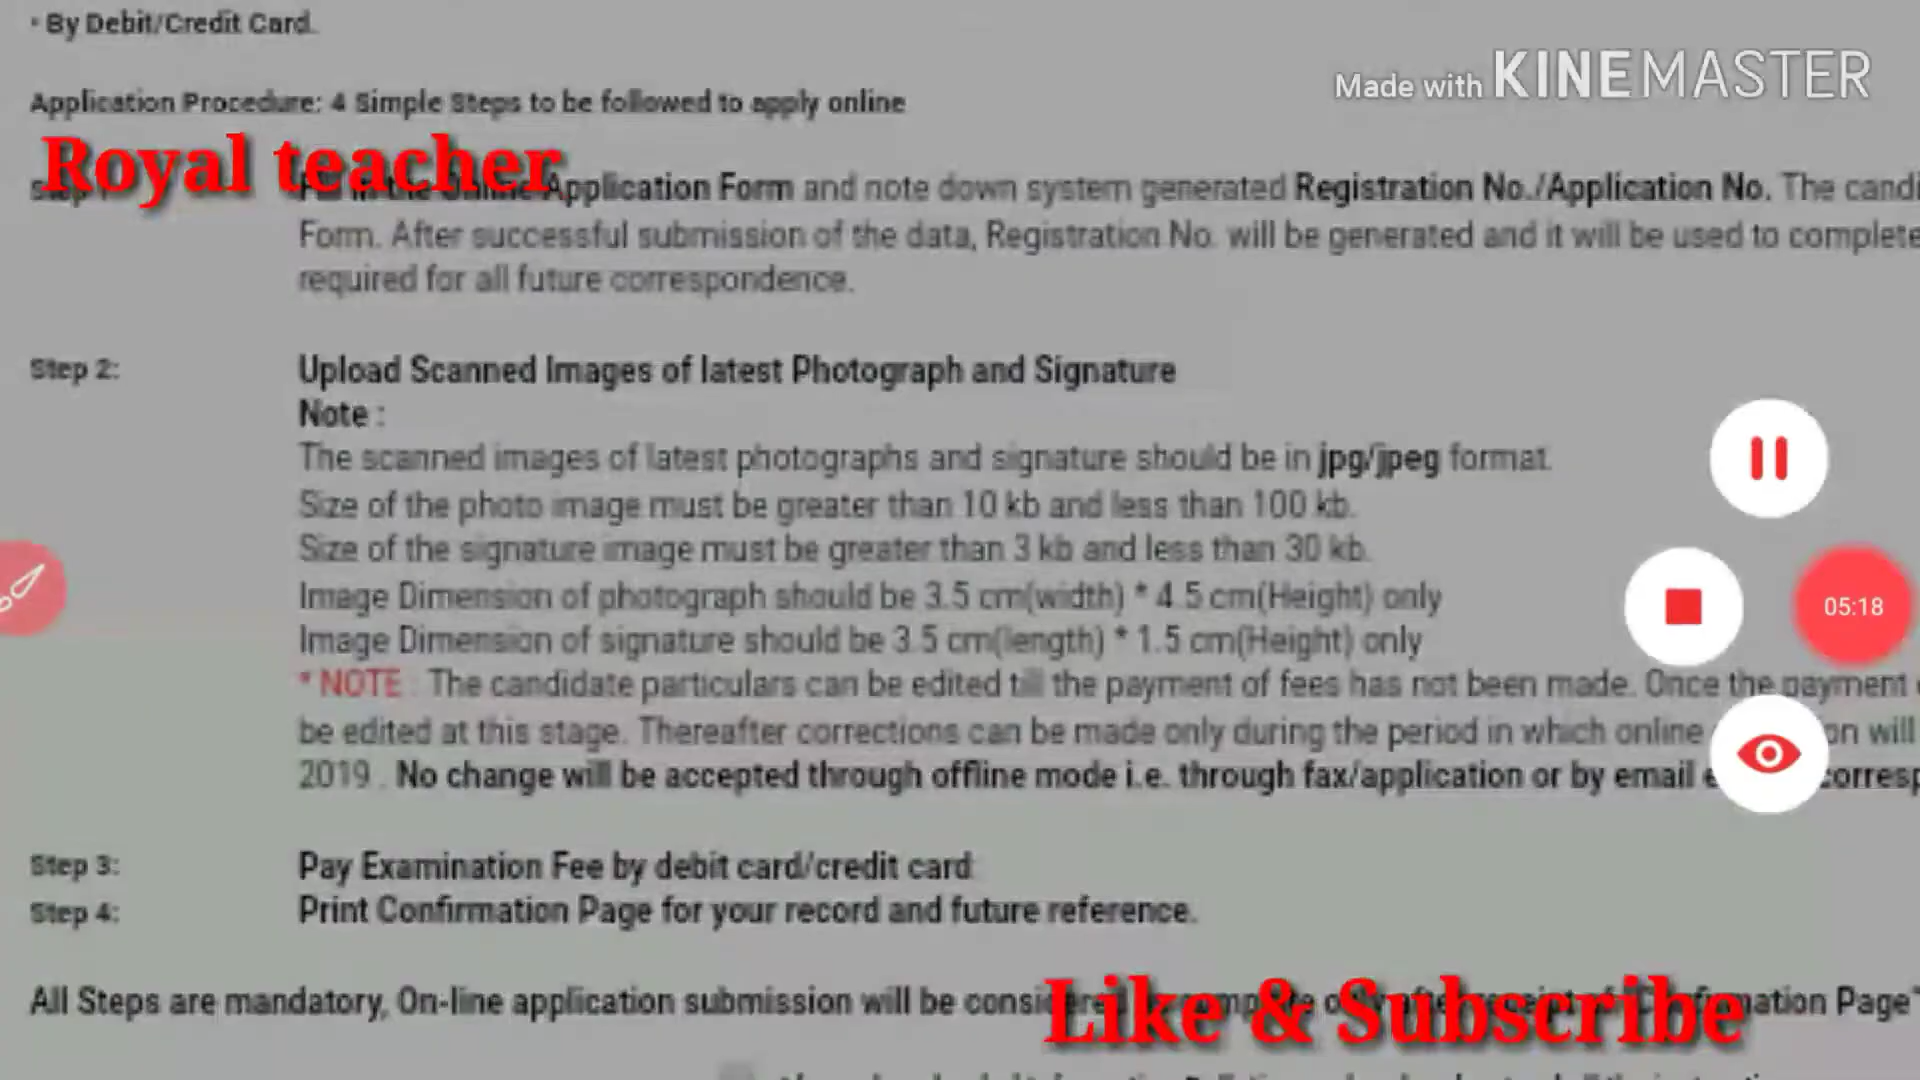 • By Debit/Credit Card.
Made with KINEMASTER
Application Procedure: 4 Simple Steps to be followed to apply online
Royal teacher
Step 1: Fill in the Online Application Form and note down system generated Registration No./Application No. The candi
Form. After successful submission of the data, Registration No. will be generated and it will be used to complete
required for all future correspondence.
Step 2: Upload Scanned Images of latest Photograph and Signature
Note :
The scanned images of latest photographs and signature should be in jpg/jpeg format.
Size of the photo image must be greater than 10 kb and less than 100 kb.
Size of the signature image must be greater than 3 kb and less than 30 kb.
Image Dimension of photograph should be 3.5 cm(width) * 4.5 cm(Height) only
05:18
Image Dimension of signature should be 3.5 cm(length) * 1.5 cm(Height) only
* NOTE : The candidate particulars can be edited till the payment of fees has not been made. Once the payment
be edited at this stage. Thereafter corrections can be made only during the period in which online on will
2019 . No change will be accepted through offline mode i.e. through fax/application or by email corresp
Step 3: Pay Examination Fee by debit card/credit card
Step 4: Print Confirmation Page for your record and future reference.
All Steps are mandatory, On-line application submission will be considered Confirmation Page"
Like & Subscribe